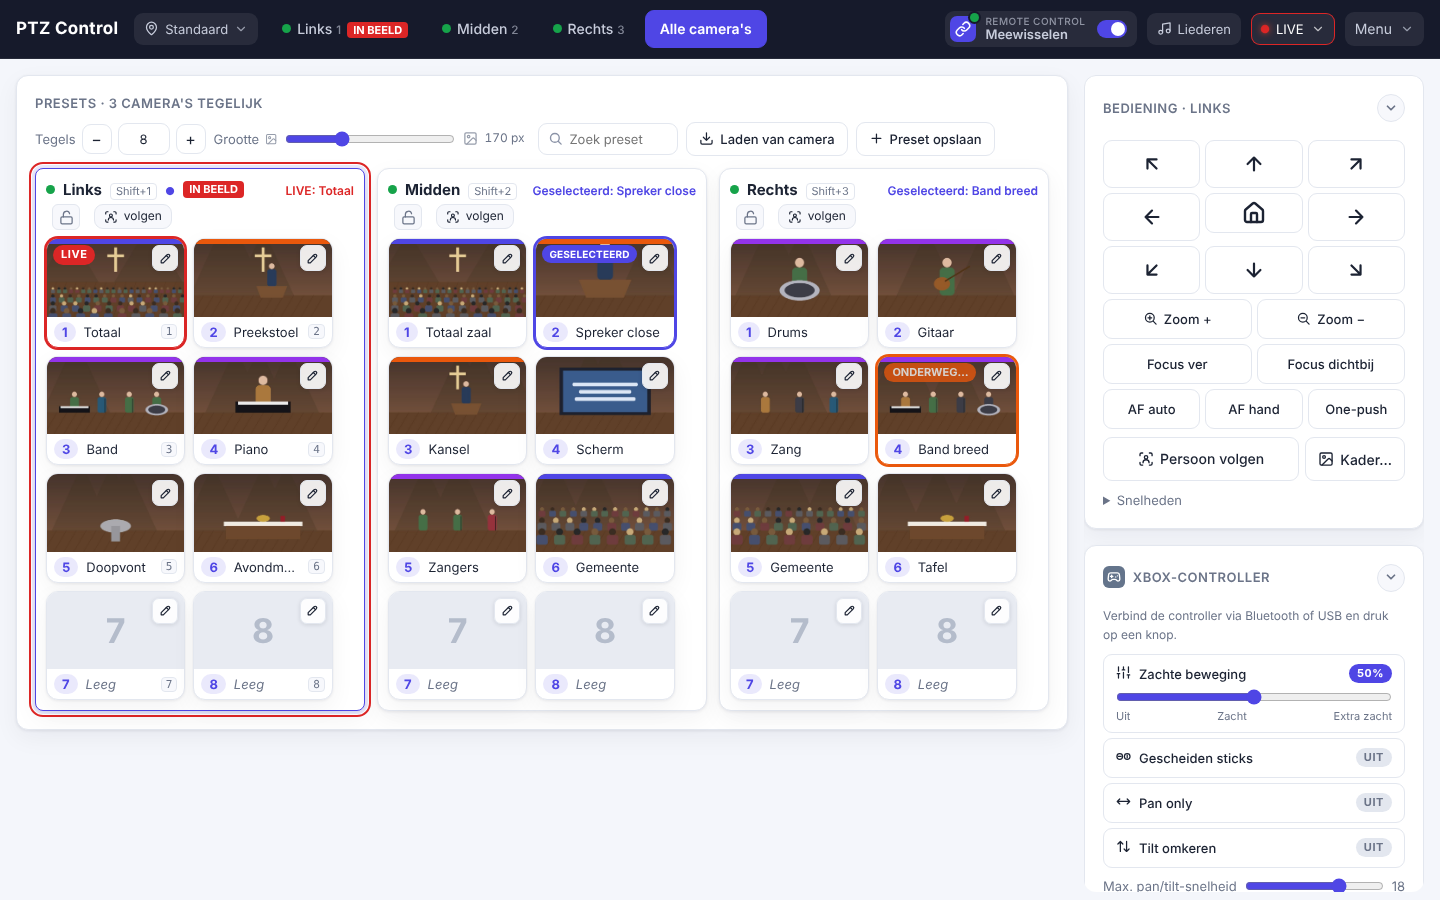 PTZ Control
Standaard
Links 1 IN BEELD
Midden 2
Rechts 3
Alle camera's
REMOTE CONTROL
Meewisselen
Liederen
LIVE
Menu
PRESETS · 3 CAMERA'S TEGELIJK
Tegels − 8 + Grootte 170 px
Zoek preset
Laden van camera
+ Preset opslaan
Links Shift+1 IN BEELD LIVE: Totaal
volgen
LIVE
1 Totaal 1
2 Preekstoel 2
3 Band 3
4 Piano 4
5 Doopvont 5
6 Avondm... 6
7
7 Leeg 7
8
8 Leeg 8
Midden Shift+2 Geselecteerd: Spreker close
volgen
1 Totaal zaal
GESELECTEERD
2 Spreker close
3 Kansel
4 Scherm
5 Zangers
6 Gemeente
7
7 Leeg
8
8 Leeg
Rechts Shift+3 Geselecteerd: Band breed
volgen
1 Drums
2 Gitaar
3 Zang
ONDERWEG...
4 Band breed
5 Gemeente
6 Tafel
7
7 Leeg
8
8 Leeg
BEDIENING · LINKS
Zoom +
Zoom −
Focus ver
Focus dichtbij
AF auto
AF hand
One-push
Persoon volgen
Kader...
Snelheden
XBOX-CONTROLLER
Verbind de controller via Bluetooth of USB en druk
op een knop.
Zachte beweging 50%
Uit Zacht Extra zacht
Gescheiden sticks UIT
Pan only UIT
Tilt omkeren UIT
Max. pan/tilt-snelheid 18